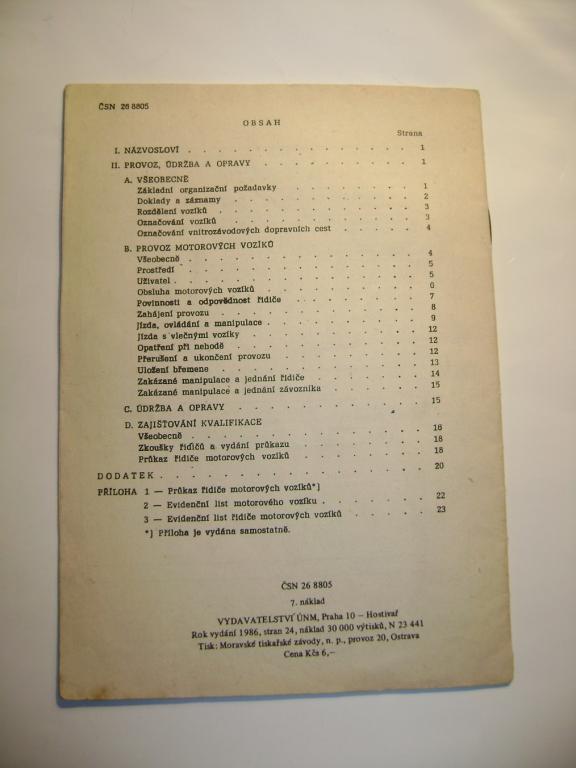 ČSN 26 8805
OBSAH
Strana
I. NÁZVOSLOVÍ . . . . . . . . . . . . . . . 1
II. PROVOZ, ÚDRŽBA A OPRAVY . . . . . . . . . . 1
A. VŠEOBECNĚ
Základní organizační požadavky . . . . . . . 1
Doklady a záznamy . . . . . . . . . . 2
Rozdělení vozíků . . . . . . . . . . 3
Označování vozíků . . . . . . . . . . 3
Označování vnitrozávodových dopravních cest . . . . 4
B. PROVOZ MOTOROVÝCH VOZÍKŮ
Všeobecně . . . . . . . . . . . . 4
Prostředí . . . . . . . . . . . . 5
Uživatel . . . . . . . . . . . . . 5
Obsluha motorových vozíků . . . . . . . . 6
Povinnosti a odpovědnost řidiče . . . . . . . 7
Zahájení provozu . . . . . . . . . . 8
Jízda, ovládání a manipulace . . . . . . . . 9
Jízda s vlečnými vozíky . . . . . . . . . 12
Opatření při nehodě . . . . . . . . . 12
Přerušení a ukončení provozu . . . . . . . 12
Uložení břemene . . . . . . . . . . 13
Zakázané manipulace a jednání řidiče . . . . . . 14
Zakázané manipulace a jednání závozníka . . . . . 15
C. ÚDRŽBA A OPRAVY . . . . . . . . . . 15
D. ZAJIŠŤOVÁNÍ KVALIFIKACE
Všeobecně . . . . . . . . . . . . 16
Zkoušky řidičů a vydání průkazu . . . . . . . 18
Průkaz řidiče motorových vozíků . . . . . . . 18
DODATEK . . . . . . . . . . . . . . 20
PŘÍLOHA 1 — Průkaz řidiče motorových vozíků*)
2 — Evidenční list motorového vozíku . . . . . . 22
3 — Evidenční list řidiče motorových vozíků . . . . . 23
*) Příloha je vydána samostatně.
ČSN 26 8805
7. náklad
VYDAVATELSTVÍ ÚNM, Praha 10 – Hostivař
Rok vydání 1986, stran 24, náklad 30 000 výtisků, N 23 441
Tisk: Moravské tiskařské závody, n. p., provoz 20, Ostrava
Cena Kčs 6,–